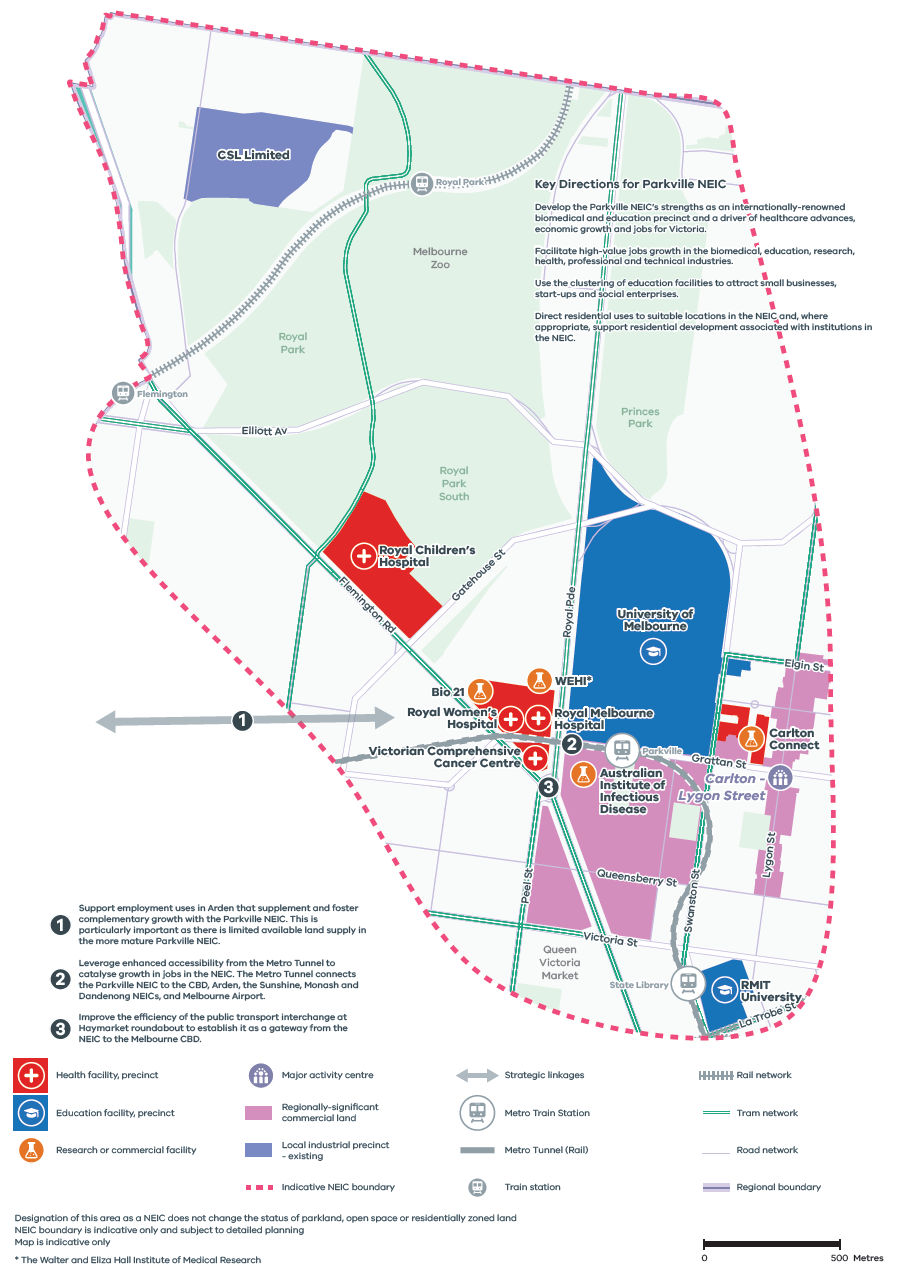 CSL Limited
Royal Park
Key Directions for Parkville NEIC
Develop the Parkville NEIC's strengths as an internationally-renowned
biomedical and education precinct and a driver of healthcare advances,
economic growth and jobs for Victoria.
Facilitate high-value jobs growth in the biomedical, education, research,
health, professional and technical industries.
Use the clustering of education facilities to attract small businesses,
start-ups and social enterprises.
Direct residential uses to suitable locations in the NEIC and, where
appropriate, support residential development associated with institutions in
the NEIC.
Melbourne
Zoo
Royal
Park
Flemington
Princes
Park
Elliott Av
Royal
Park
South
Royal Children's
Hospital
Gatehouse St
Flemington Rd
Royal Pde
University of
Melbourne
Elgin St
WEHI*
Bio 21
Royal Women's
Hospital
Royal Melbourne
Hospital
1
2
Parkville
Carlton
Connect
Victorian Comprehensive
Cancer Centre
Grattan St
3
Australian
Institute of
Infectious
Disease
Carlton -
Lygon Street
Lygon St
Peel St
Queensberry St
Swanston St
Victoria St
Queen
Victoria
Market
State Library
RMIT
University
La Trobe St
1
Support employment uses in Arden that supplement and foster
complementary growth with the Parkville NEIC. This is
particularly important as there is limited available land supply in
the more mature Parkville NEIC.
2
Leverage enhanced accessibility from the Metro Tunnel to
catalyse growth in jobs in the NEIC. The Metro Tunnel connects
the Parkville NEIC to the CBD, Arden, the Sunshine, Monash and
Dandenong NEICs, and Melbourne Airport.
3
Improve the efficiency of the public transport interchange at
Haymarket roundabout to establish it as a gateway from the
NEIC to the Melbourne CBD.
Health facility, precinct
Education facility, precinct
Research or commercial facility
Major activity centre
Regionally-significant
commercial land
Local industrial precinct
- existing
Indicative NEIC boundary
Strategic linkages
Metro Train Station
Metro Tunnel (Rail)
Train station
Rail network
Tram network
Road network
Regional boundary
Designation of this area as a NEIC does not change the status of parkland, open space or residentially zoned land
NEIC boundary is indicative only and subject to detailed planning
Map is indicative only
* The Walter and Eliza Hall Institute of Medical Research
0 500 Metres